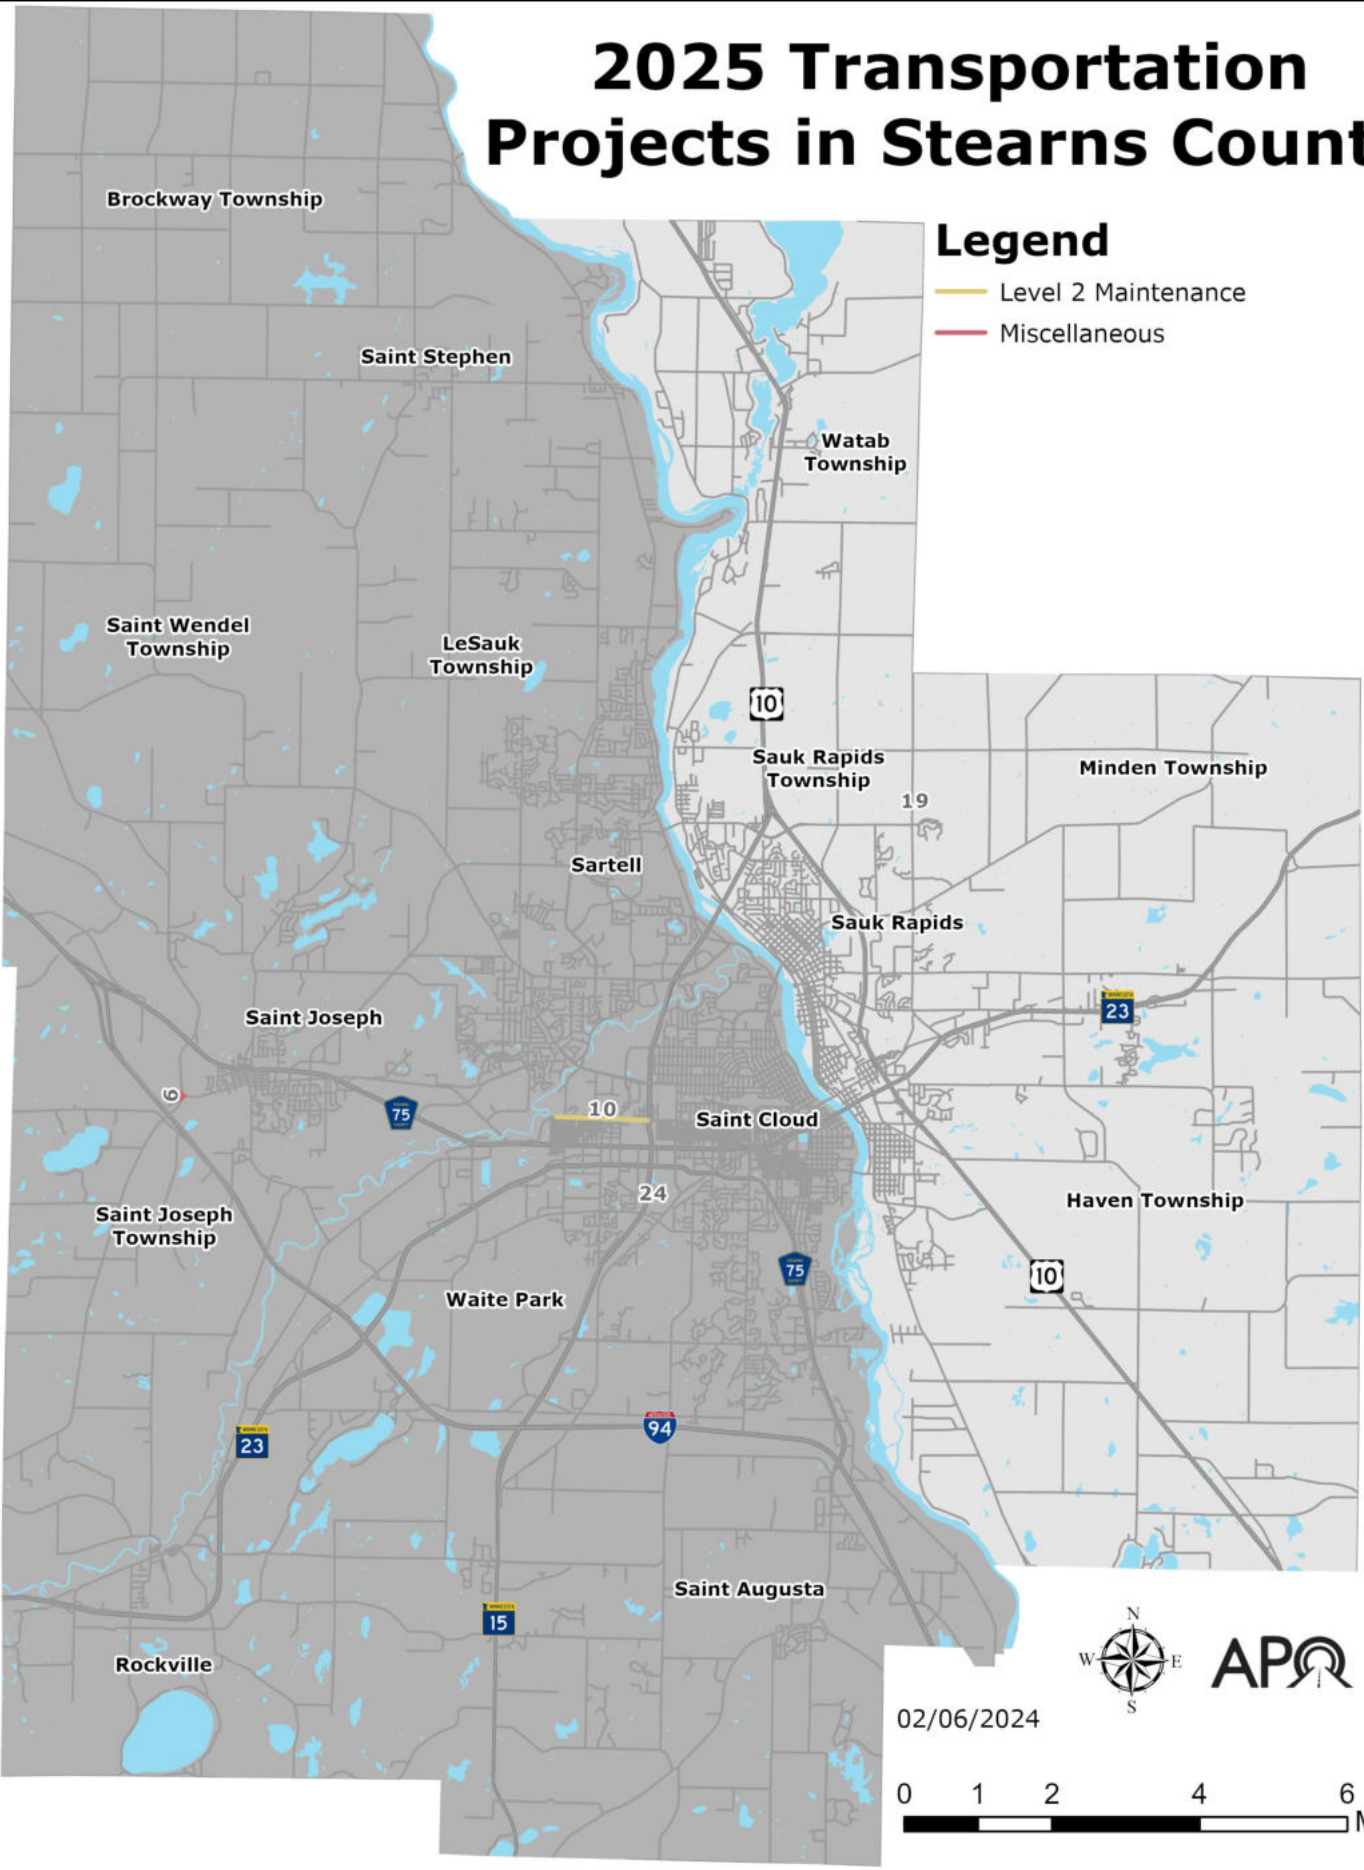 2025 Transportation
Projects in Stearns Count
Legend
Level 2 Maintenance
Miscellaneous
Brockway Township
Saint Stephen
Watab
Township
Saint Wendel
Township
LeSauk
Township
10
Sauk Rapids
Township
Minden Township
19
Sartell
Sauk Rapids
MINNESOTA
23
Saint Joseph
6
75
10
Saint Cloud
24
Haven Township
Saint Joseph
Township
75
10
Waite Park
94
MINNESOTA
23
Saint Augusta
MINNESOTA
15
Rockville
N
W E
S
APO
02/06/2024
0 1 2 4 6
M